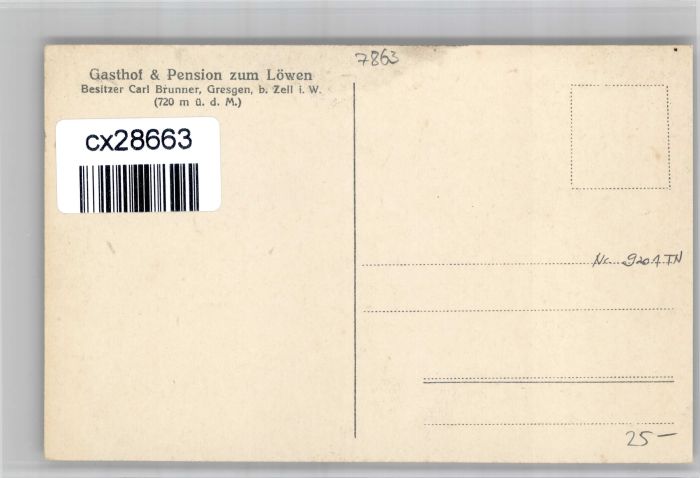 7863
Gasthof & Pension zum Löwen
Besitzer Carl Brunner, Gresgen, b. Zell i. W.
(720 m ü. d. M.)
cx28663
25—